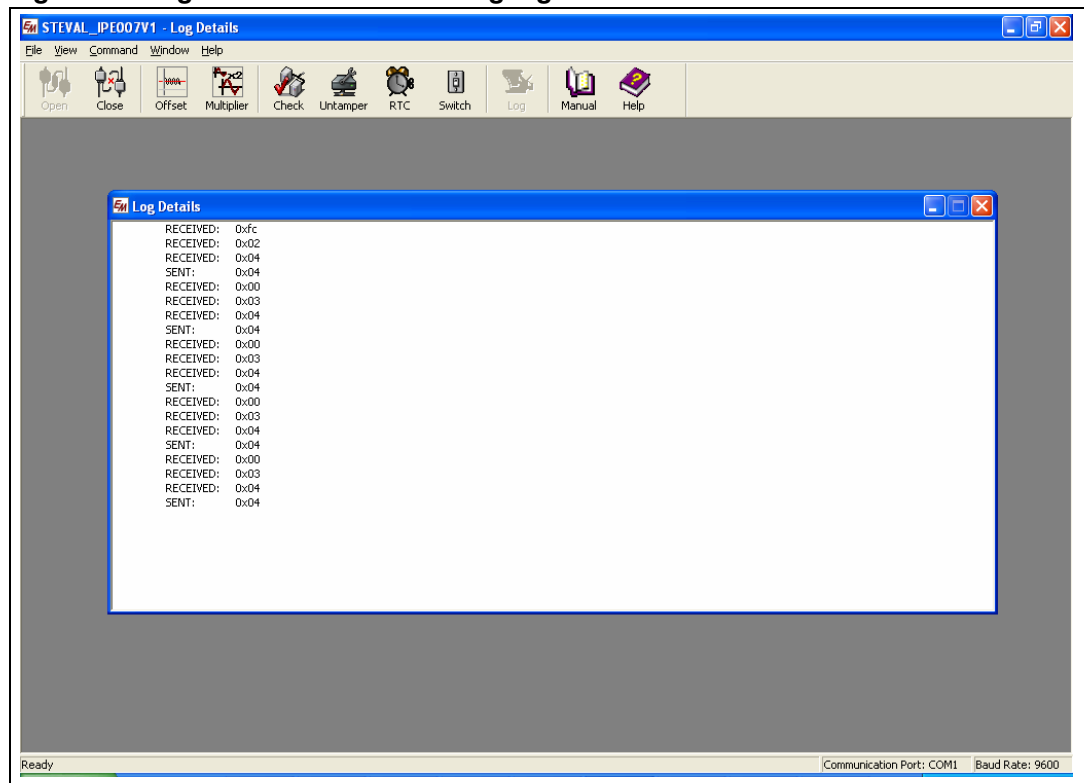 STEVAL_IPE007V1 - Log Details
File View Command Window Help
Open Close Offset Multiplier Check Untamper RTC Switch Log Manual Help
Log Details
RECEIVED: 0xfc
RECEIVED: 0x02
RECEIVED: 0x04
SENT: 0x04
RECEIVED: 0x00
RECEIVED: 0x03
RECEIVED: 0x04
SENT: 0x04
RECEIVED: 0x00
RECEIVED: 0x03
RECEIVED: 0x04
SENT: 0x04
RECEIVED: 0x00
RECEIVED: 0x03
RECEIVED: 0x04
SENT: 0x04
RECEIVED: 0x00
RECEIVED: 0x03
RECEIVED: 0x04
SENT: 0x04
Ready Communication Port: COM1 Baud Rate: 9600